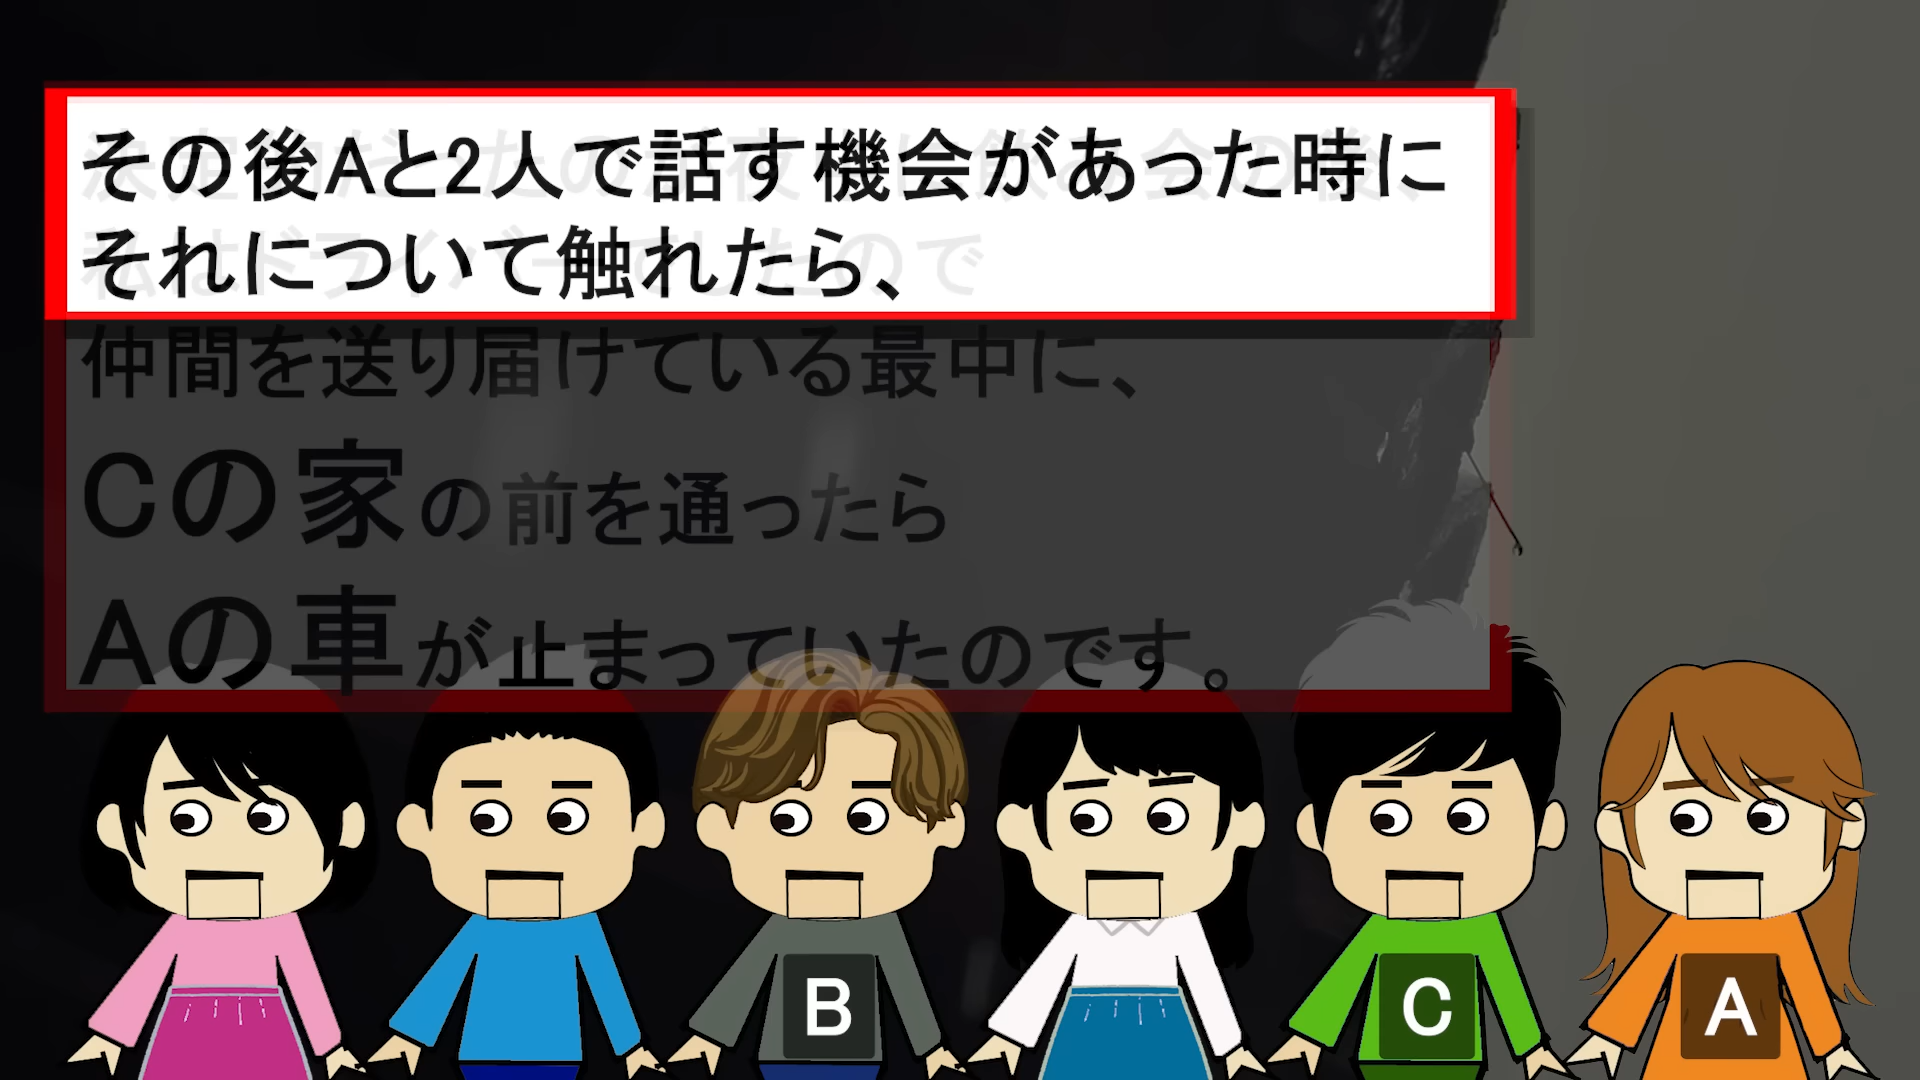 その後Aと2人で話す機会があった時に
それについて触れたら、
仲間を送り届けている最中に、
Cの家の前を通ったら
Aの車が止まっていたのです。
B
C
A